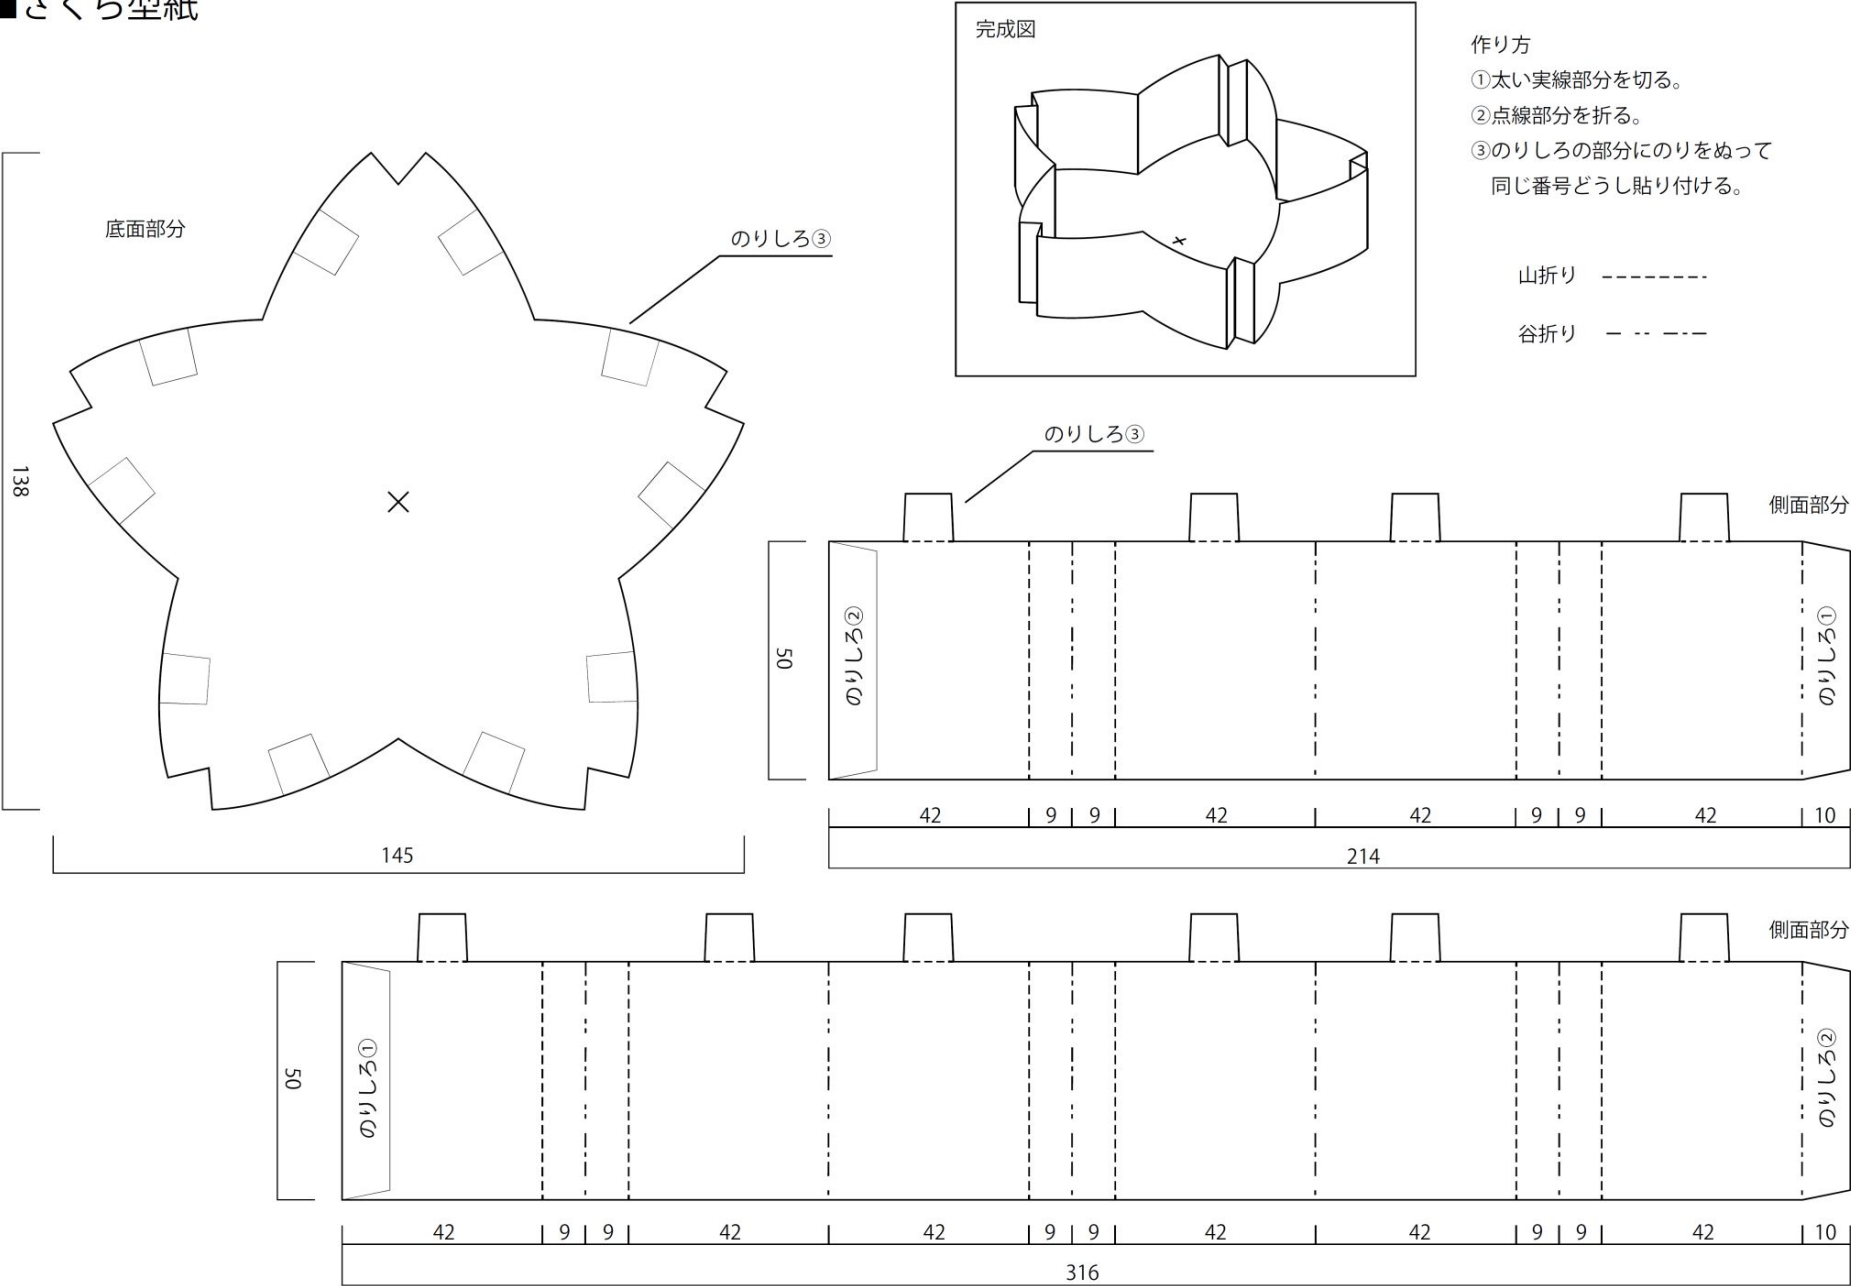 ■さくら型紙
完成図
作り方
①太い実線部分を切る。
②点線部分を折る。
③のりしろの部分にのりをぬって
同じ番号どうし貼り付ける。
山折り
谷折り
底面部分
のりしろ③
138
145
のりしろ③
側面部分
50
のりしろ②
のりしろ①
42 9 9 42 42 9 9 42 10
214
側面部分
50
のりしろ①
のりしろ②
42 9 9 42 42 9 9 42 42 9 9 42 10
316